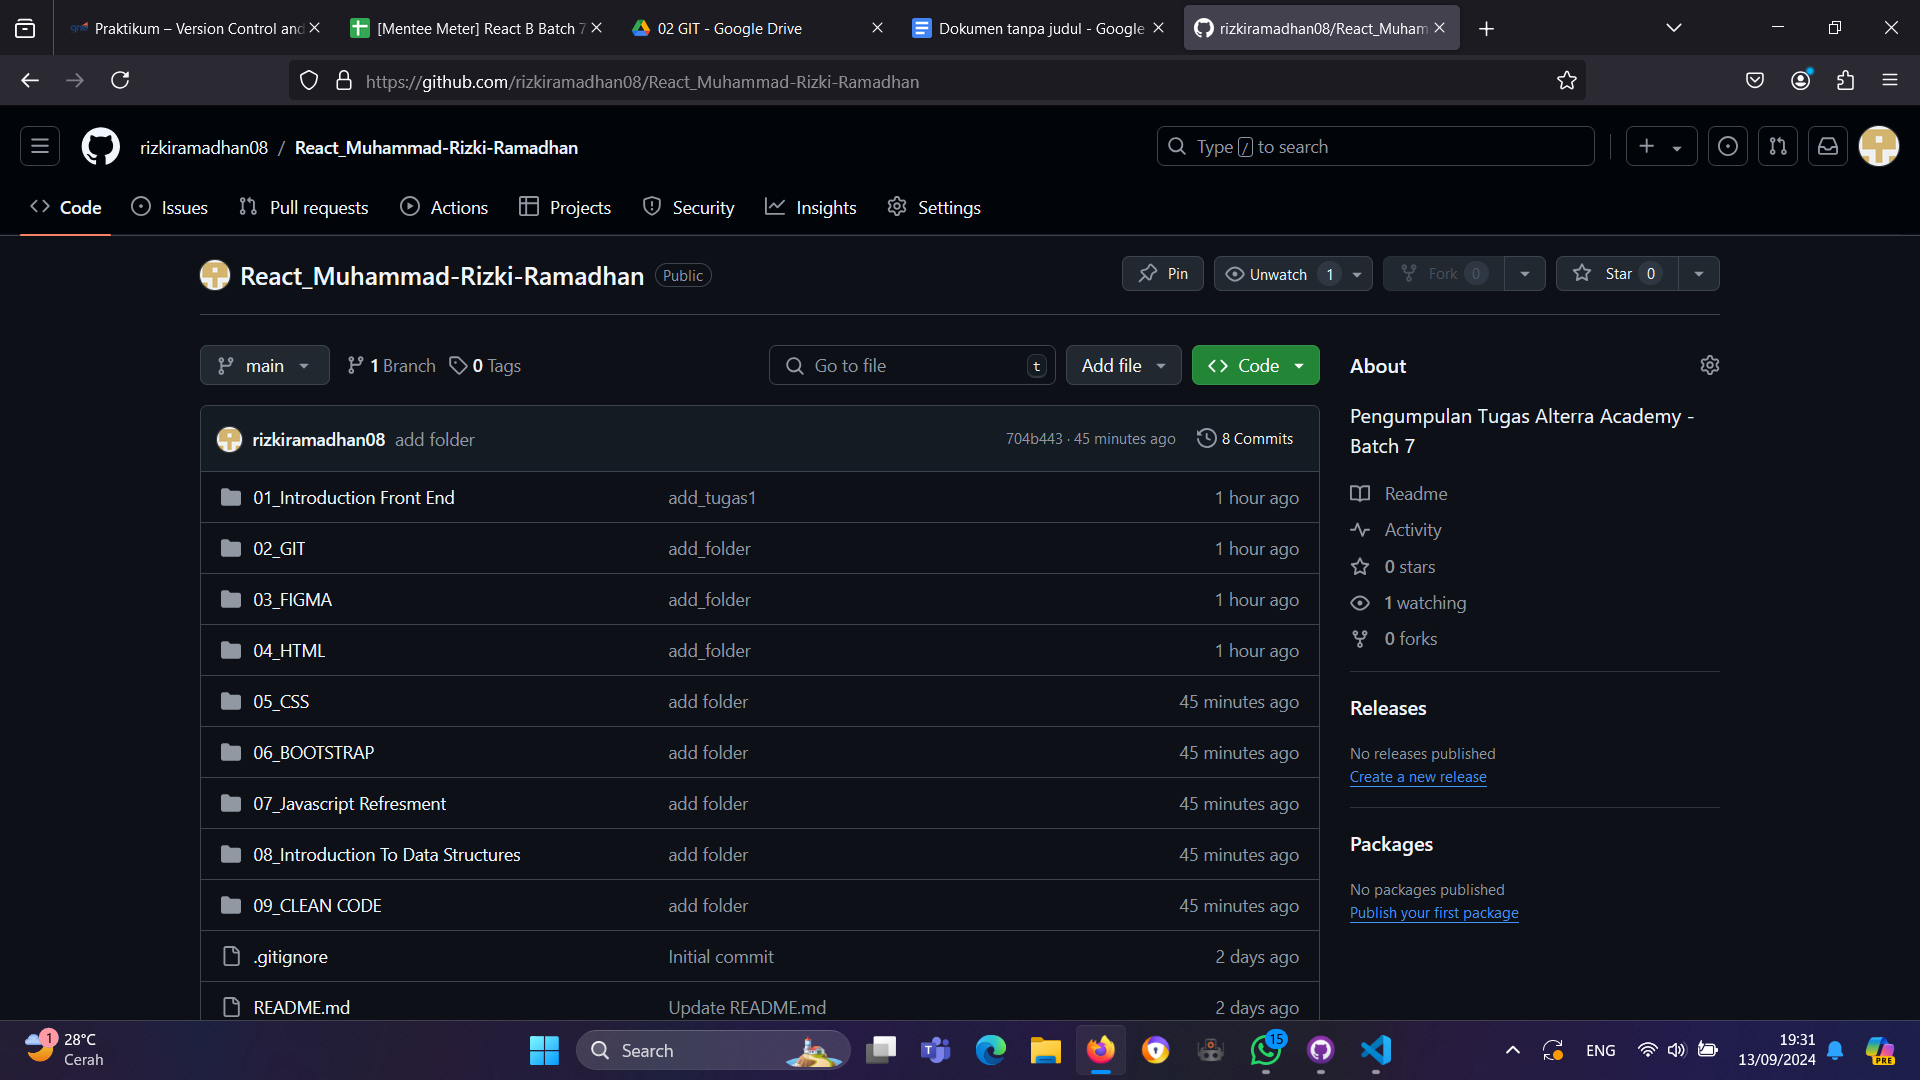 Praktikum – Version Control and
[Mentee Meter] React B Batch 7
02 GIT - Google Drive
Dokumen tanpa judul - Google
rizkiramadhan08/React_Muham
https://github.com/rizkiramadhan08/React_Muhammad-Rizki-Ramadhan
rizkiramadhan08 / React_Muhammad-Rizki-Ramadhan
Type / to search
Code
Issues
Pull requests
Actions
Projects
Security
Insights
Settings
React_Muhammad-Rizki-Ramadhan Public
Pin
Unwatch 1
Fork 0
Star 0
main
1 Branch
0 Tags
Go to file t
Add file
Code
rizkiramadhan08 add folder 704b443 · 45 minutes ago 8 Commits
01_Introduction Front End add_tugas1 1 hour ago
02_GIT add_folder 1 hour ago
03_FIGMA add_folder 1 hour ago
04_HTML add_folder 1 hour ago
05_CSS add folder 45 minutes ago
06_BOOTSTRAP add folder 45 minutes ago
07_Javascript Refresment add folder 45 minutes ago
08_Introduction To Data Structures add folder 45 minutes ago
09_CLEAN CODE add folder 45 minutes ago
.gitignore Initial commit 2 days ago
README.md Update README.md 2 days ago
About
Pengumpulan Tugas Alterra Academy -
Batch 7
Readme
Activity
0 stars
1 watching
0 forks
Releases
No releases published
Create a new release
Packages
No packages published
Publish your first package
1
28°C
Cerah
Search
15
ENG
19:31
13/09/2024
PRE